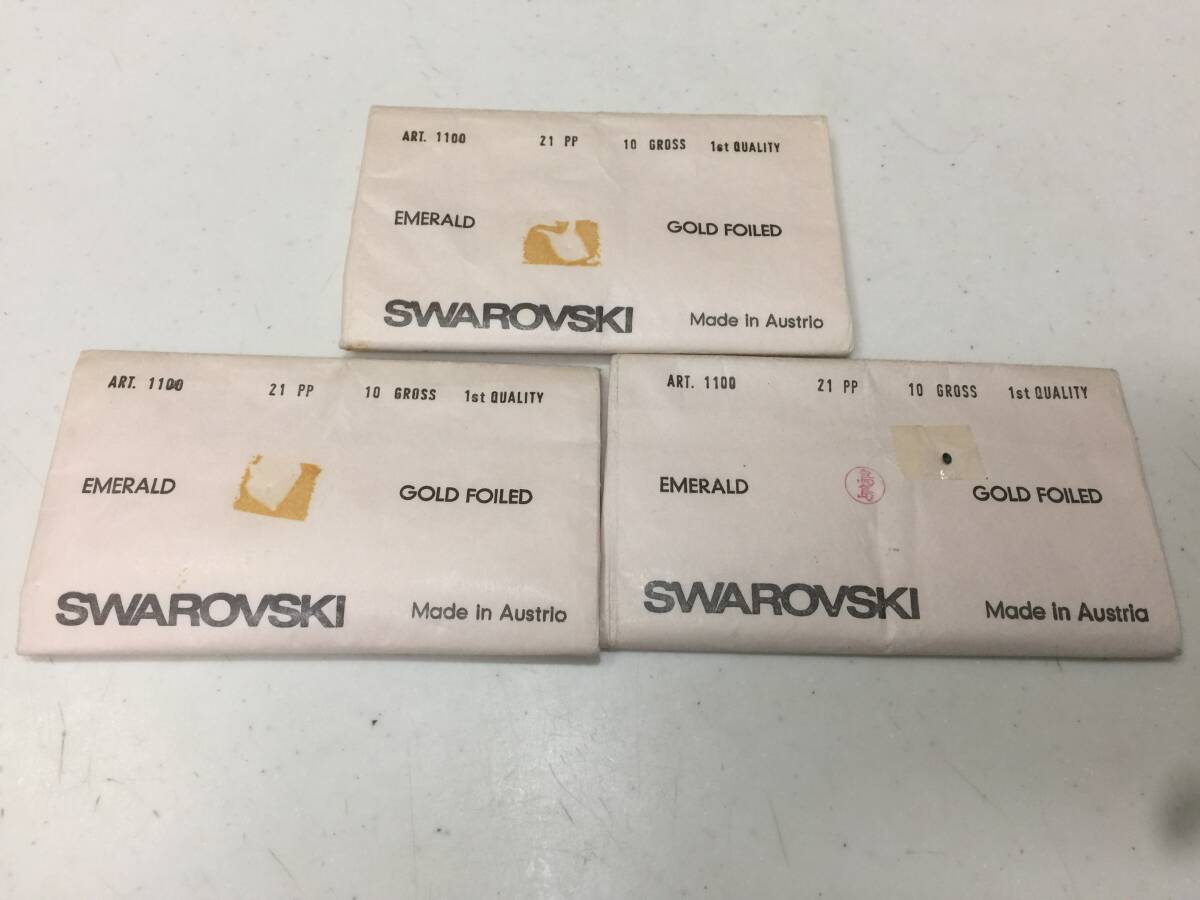 ART. 1100 21 PP 10 GROSS 1st QUALITY
EMERALD GOLD FOILED
SWAROVSKI Made in Austrio
ART. 1100 21 PP 10 GROSS 1st QUALITY
EMERALD GOLD FOILED
SWAROVSKI Made in Austrio
ART. 1100 21 PP 10 GROSS 1st QUALITY
EMERALD GOLD FOILED
SWAROVSKI Made in Austria